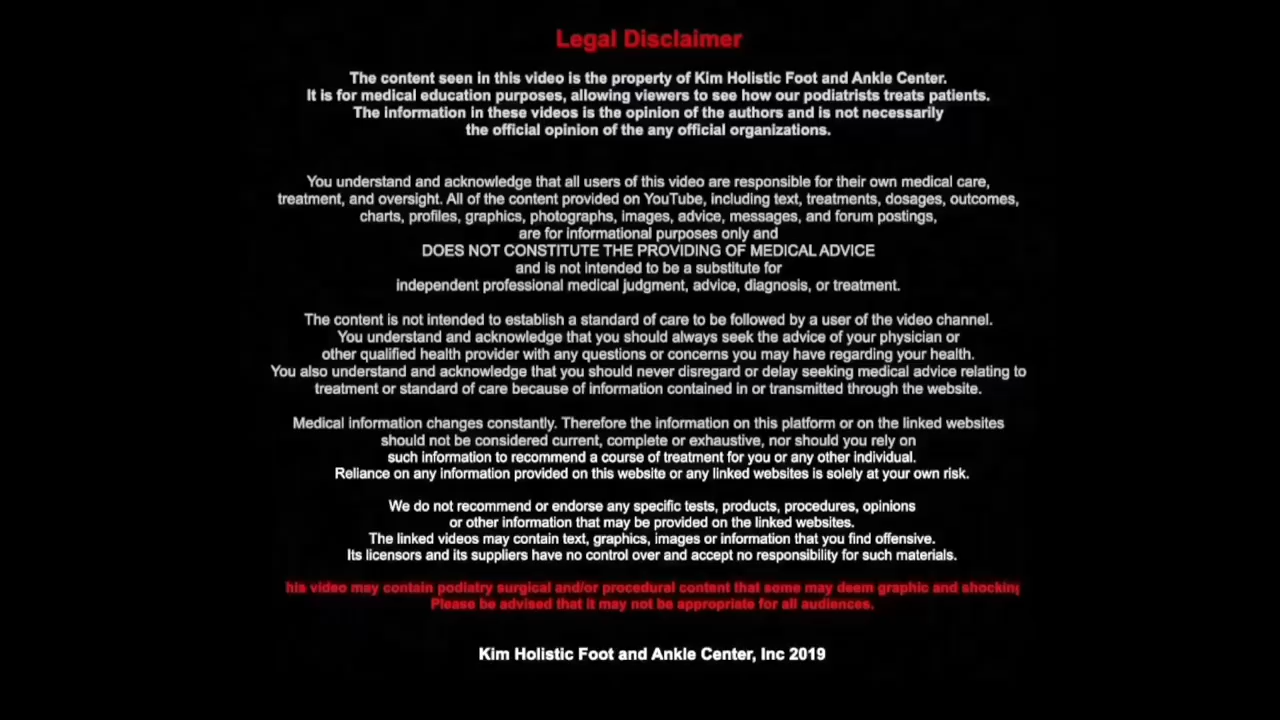 Legal Disclaimer
The content seen in this video is the property of Kim Holistic Foot and Ankle Center.
It is for medical education purposes, allowing viewers to see how our podiatrists treats patients.
The information in these videos is the opinion of the authors and is not necessarily
the official opinion of the any official organizations.
You understand and acknowledge that all users of this video are responsible for their own medical care,
treatment, and oversight. All of the content provided on YouTube, including text, treatments, dosages, outcomes,
charts, profiles, graphics, photographs, images, advice, messages, and forum postings,
are for informational purposes only and
DOES NOT CONSTITUTE THE PROVIDING OF MEDICAL ADVICE
and is not intended to be a substitute for
independent professional medical judgment, advice, diagnosis, or treatment.
The content is not intended to establish a standard of care to be followed by a user of the video channel.
You understand and acknowledge that you should always seek the advice of your physician or
other qualified health provider with any questions or concerns you may have regarding your health.
You also understand and acknowledge that you should never disregard or delay seeking medical advice relating to
treatment or standard of care because of information contained in or transmitted through the website.
Medical information changes constantly. Therefore the information on this platform or on the linked websites
should not be considered current, complete or exhaustive, nor should you rely on
such information to recommend a course of treatment for you or any other individual.
Reliance on any information provided on this website or any linked websites is solely at your own risk.
We do not recommend or endorse any specific tests, products, procedures, opinions
or other information that may be provided on the linked websites.
The linked videos may contain text, graphics, images or information that you find offensive.
Its licensors and its suppliers have no control over and accept no responsibility for such materials.
his video may contain podiatry surgical and/or procedural content that some may deem graphic and shocking
Please be advised that it may not be appropriate for all audiences.
Kim Holistic Foot and Ankle Center, Inc 2019